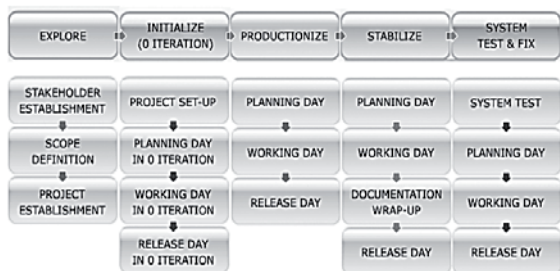 EXPLORE
INITIALIZE
(0 ITERATION)
PRODUCTIONIZE
STABILIZE
SYSTEM
TEST & FIX
STAKEHOLDER
ESTABLISHMENT
SCOPE
DEFINITION
PROJECT
ESTABLISHMENT
PROJECT SET-UP
PLANNING DAY
IN 0 ITERATION
WORKING DAY
IN 0 ITERATION
RELEASE DAY
IN 0 ITERATION
PLANNING DAY
WORKING DAY
RELEASE DAY
PLANNING DAY
WORKING DAY
DOCUMENTATION
WRAP-UP
RELEASE DAY
SYSTEM TEST
PLANNING DAY
WORKING DAY
RELEASE DAY